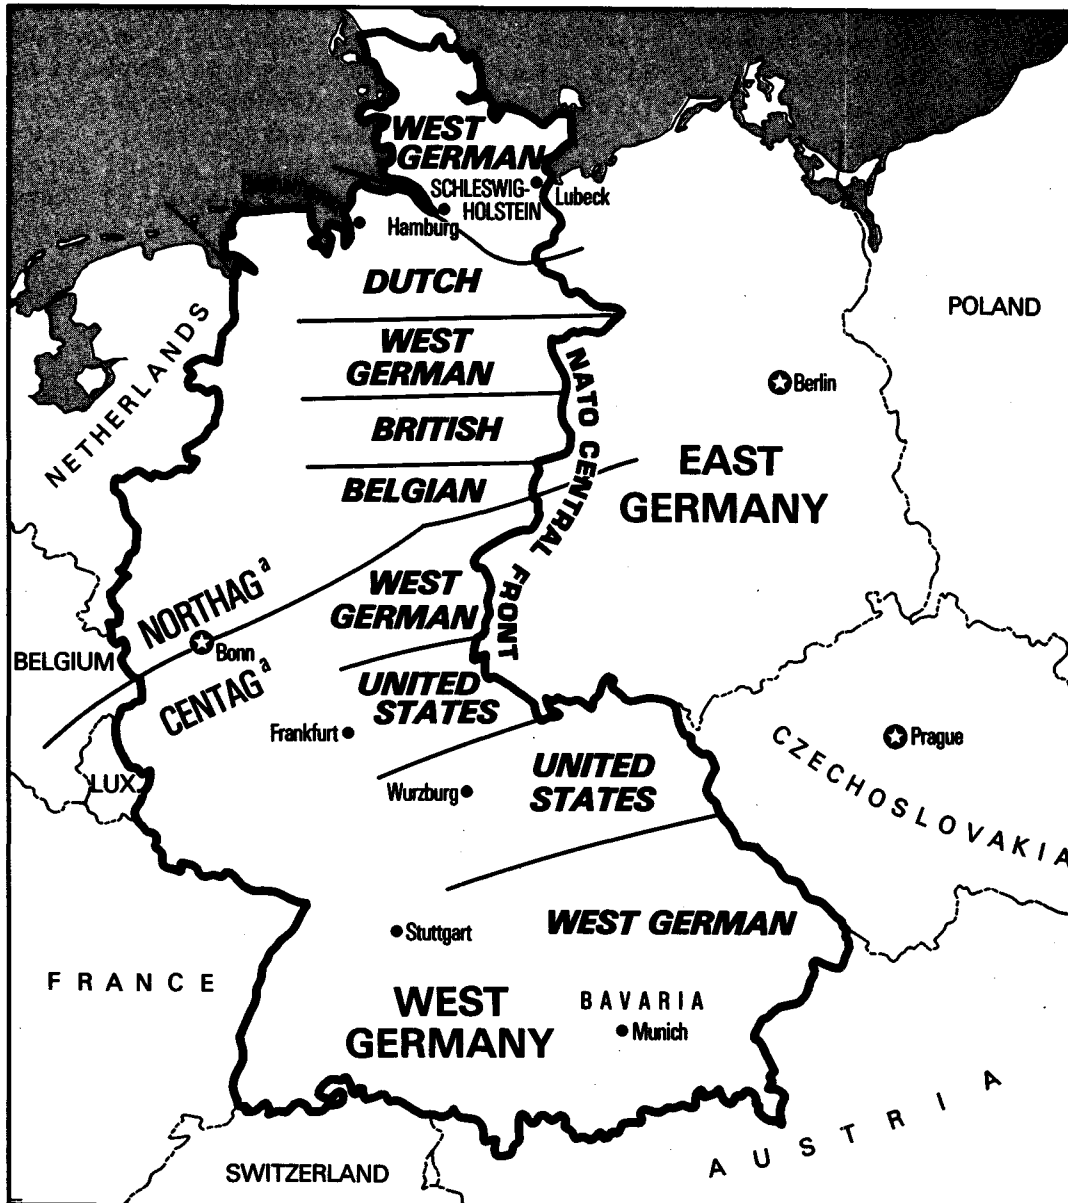 WEST
GERMAN
SCHLESWIG-
HOLSTEIN
Lubeck
Hamburg
DUTCH
NETHERLANDS
WEST
GERMAN
NATO CENTRAL FRONT
POLAND
Berlin
BRITISH
BELGIAN
EAST
GERMANY
NORTHAG a
WEST
GERMAN
BELGIUM
Bonn
CENTAG a
UNITED
STATES
Frankfurt
LUX.
Prague
CZECHOSLOVAKIA
UNITED
STATES
Wurzburg
Stuttgart
WEST GERMAN
FRANCE
WEST
GERMANY
BAVARIA
Munich
AUSTRIA
SWITZERLAND